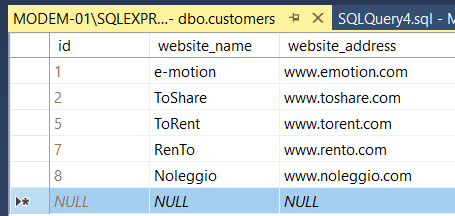 MODEM-01\SQLEXPR...- dbo.customers SQLQuery4.sql - M
id website_name website_address
1 e-motion www.emotion.com
2 ToShare www.toshare.com
5 ToRent www.torent.com
7 RenTo www.rento.com
8 Noleggio www.noleggio.com
NULL NULL NULL